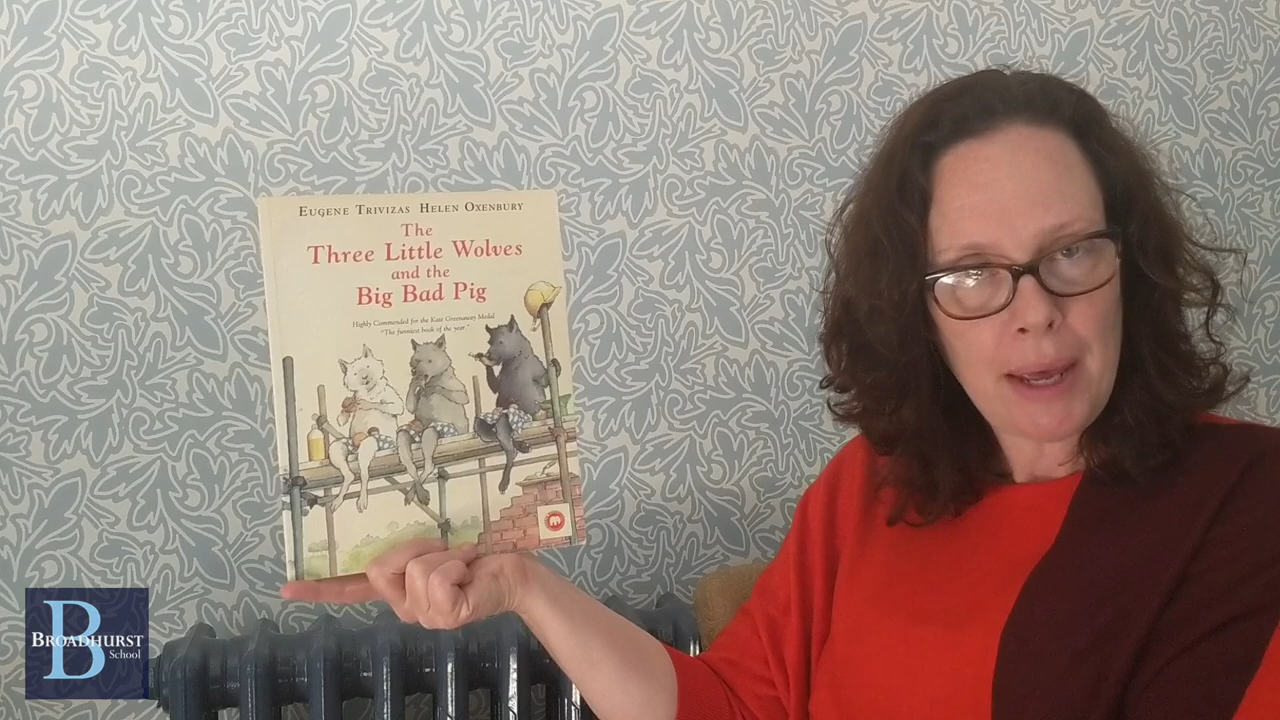 EUGENE TRIVIZAS HELEN OXENBURY
The
Three Little Wolves
and the
Big Bad Pig
Highly Commended for the Kate Greenaway Medal
"The funniest book of the year."
B
BROADHURST
School